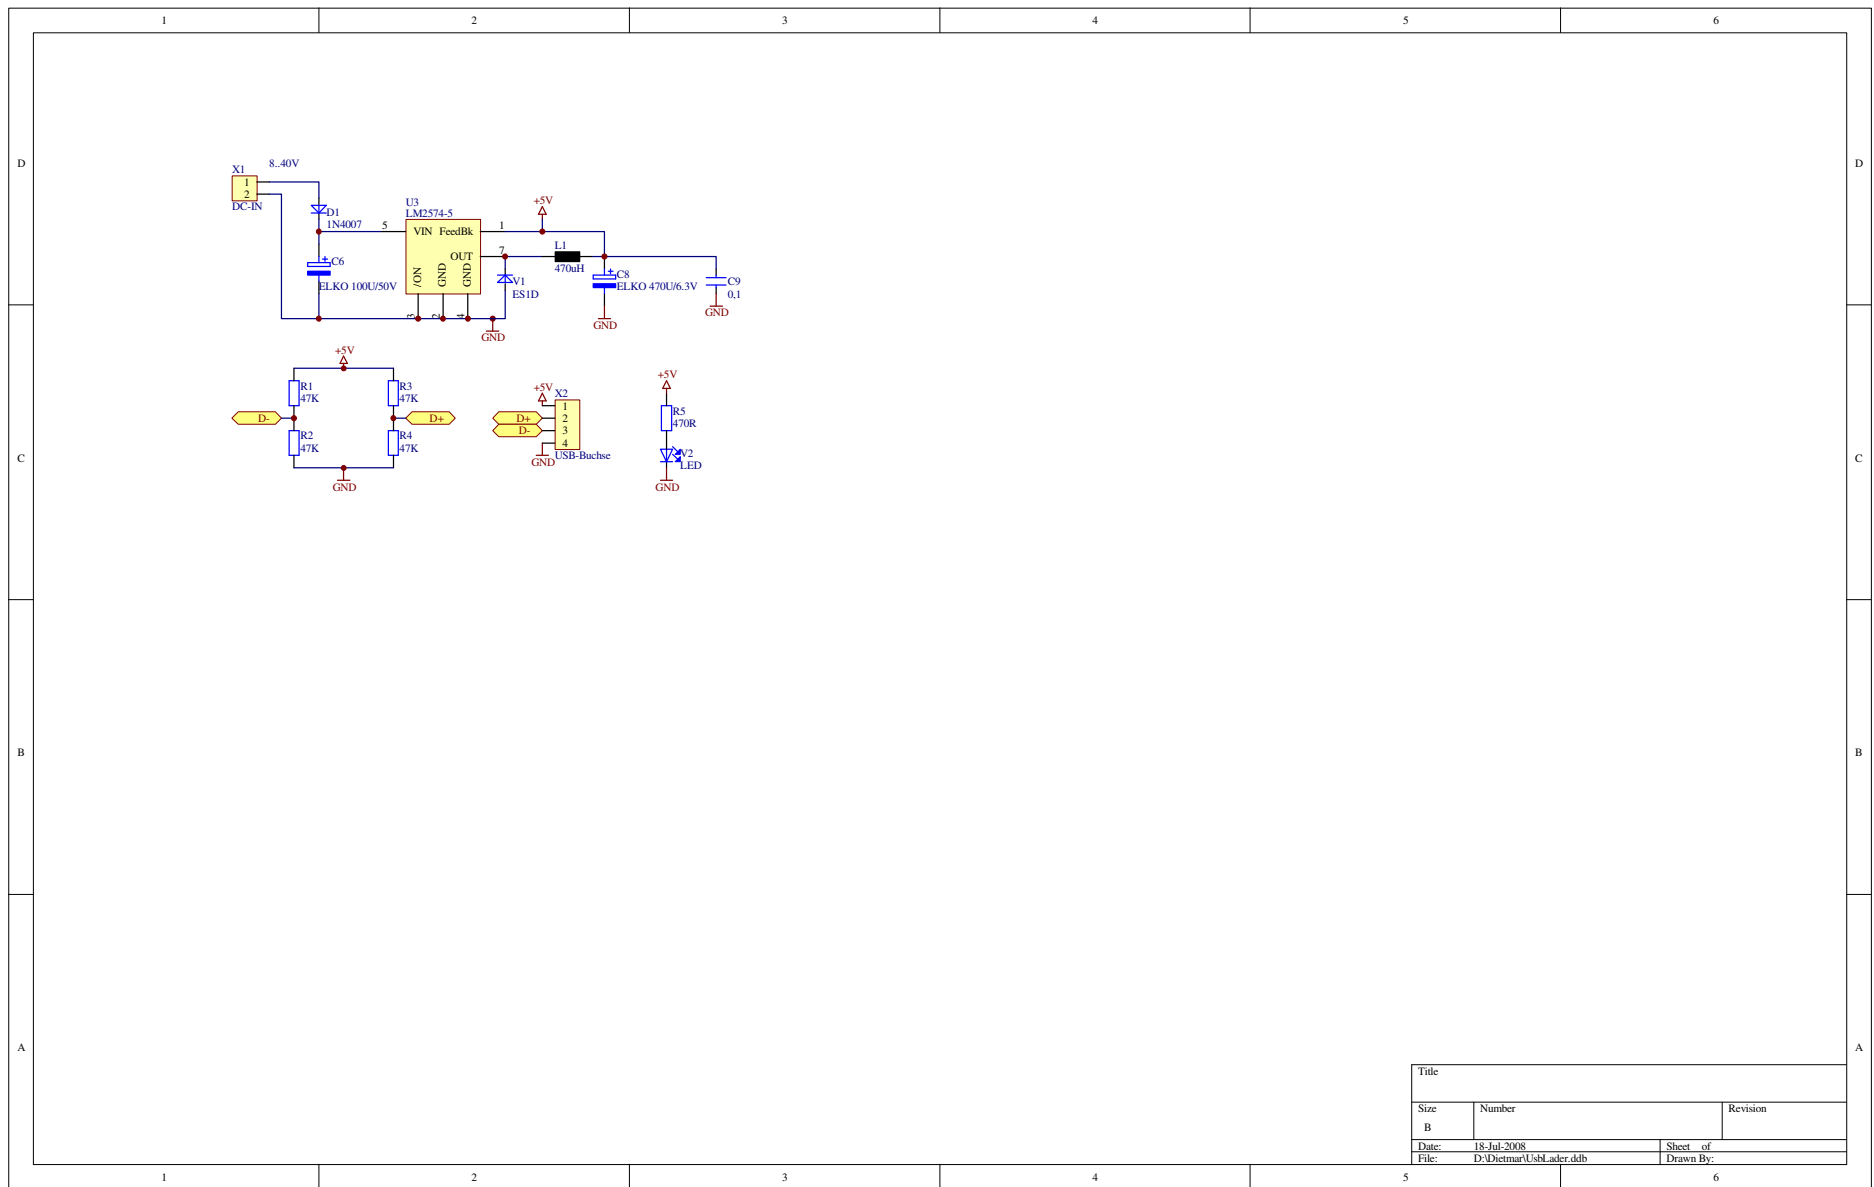 1 2 3 4 5 6
D D
X1 8..40V
1
2
DC-IN
D1
1N4007
U3
LM2574-5
5 VIN FeedBk 1
OUT 7
/ON GND GND
3 2 4
+5V
L1
470uH
C6
ELKO 100U/50V
V1
ES1D
C8
ELKO 470U/6.3V
C9
0,1
GND
GND
GND
+5V
R1
47K
R3
47K
D-
D+
R2
47K
R4
47K
GND
+5V
X2
1
D+ 2
D- 3
4
GND
USB-Buchse
+5V
R5
470R
V2
LED
GND
C C
B B
A A
Title
Size Number Revision
B
Date: 18-Jul-2008 Sheet of
File: D:\Dietmar\UsbLader.ddb Drawn By:
1 2 3 4 5 6